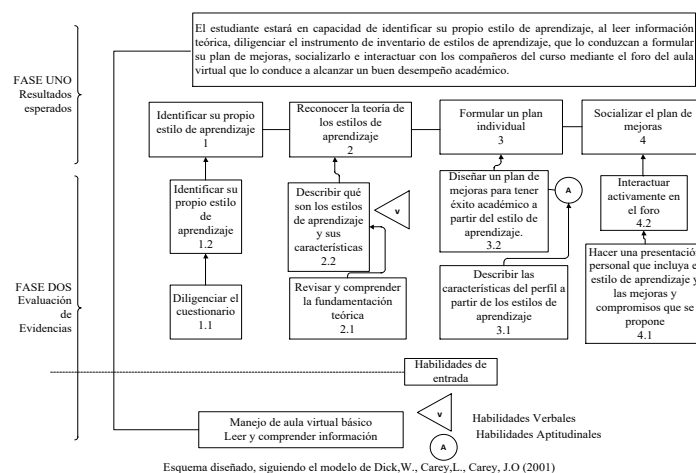 El estudiante estará en capacidad de identificar su propio estilo de aprendizaje, al leer información
teórica, diligenciar el instrumento de inventario de estilos de aprendizaje, que lo conduzcan a formular
su plan de mejoras, socializarlo e interactuar con los compañeros del curso mediante el foro del aula
virtual que lo conduce a alcanzar un buen desempeño académico.
FASE UNO
Resultados
esperados
Identificar su propio
estilo de aprendizaje
1
Reconocer la teoría de
los estilos de
aprendizaje
2
Formular un plan
individual
3
Socializar el plan de
mejoras
4
Identificar su
propio estilo
de
aprendizaje
1.2
Describir qué
son los estilos
de aprendizaje
y sus
características
2.2
v
Diseñar un plan de
mejoras para tener
éxito académico a
partir del estilo de
aprendizaje.
3.2
A
Interactuar
activamente en
el foro
4.2
FASE DOS
Evaluación
de
Evidencias
Diligenciar el
cuestionario
1.1
Revisar y comprender
la fundamentación
teórica
2.1
Describir las
características del perfil a
partir de los estilos de
aprendizaje
3.1
Hacer una presentación
personal que incluya e
estilo de aprendizaje y
las mejoras y
compromisos que se
propone
4.1
Habilidades de
entrada
Manejo de aula virtual básico
Leer y comprender información
v
Habilidades Verbales
A
Habilidades Aptitudinales
Esquema diseñado, siguiendo el modelo de Dick,W., Carey,L., Carey, J.O (2001)